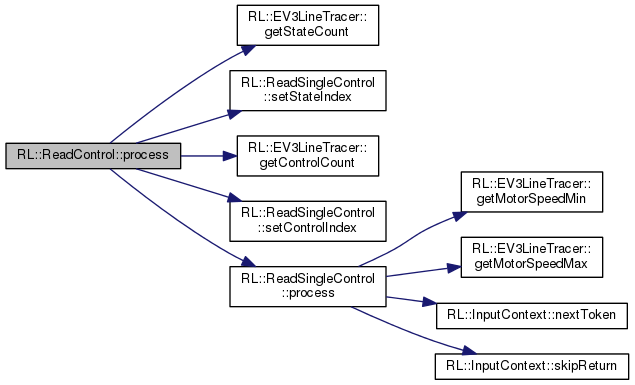 RL::EV3LineTracer::
getStateCount
RL::ReadSingleControl
::setStateIndex
RL::ReadControl::process
RL::EV3LineTracer::
getControlCount
RL::ReadSingleControl
::setControlIndex
RL::ReadSingleControl
::process
RL::EV3LineTracer::
getMotorSpeedMin
RL::EV3LineTracer::
getMotorSpeedMax
RL::InputContext::nextToken
RL::InputContext::skipReturn